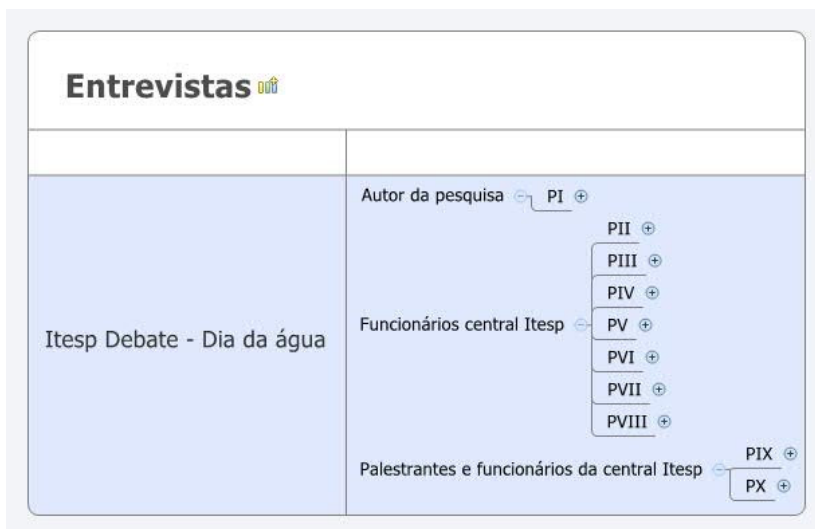 Entrevistas
Autor da pesquisa PI
PII
PIII
PIV
Itesp Debate - Dia da água
Funcionários central Itesp PV
PVI
PVII
PVIII
Palestrantes e funcionários da central Itesp
PIX
PX